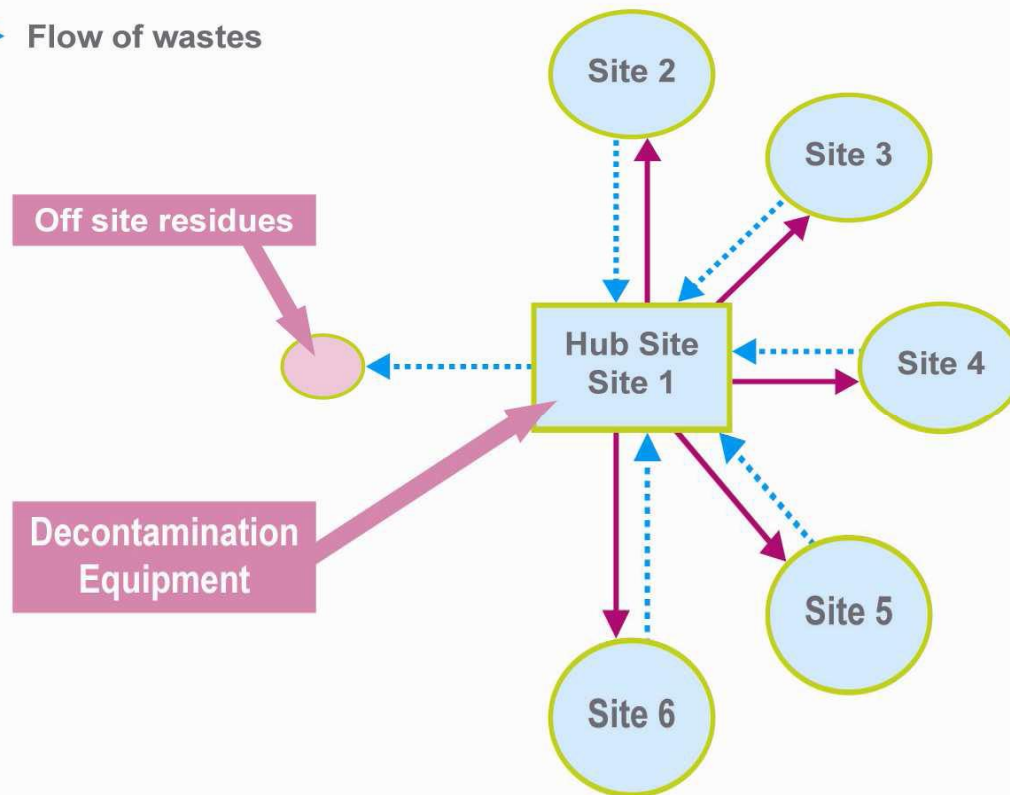 Flow of wastes
Site 2
Site 3
Off site residues
Hub Site
Site 1
Site 4
Decontamination
Equipment
Site 5
Site 6